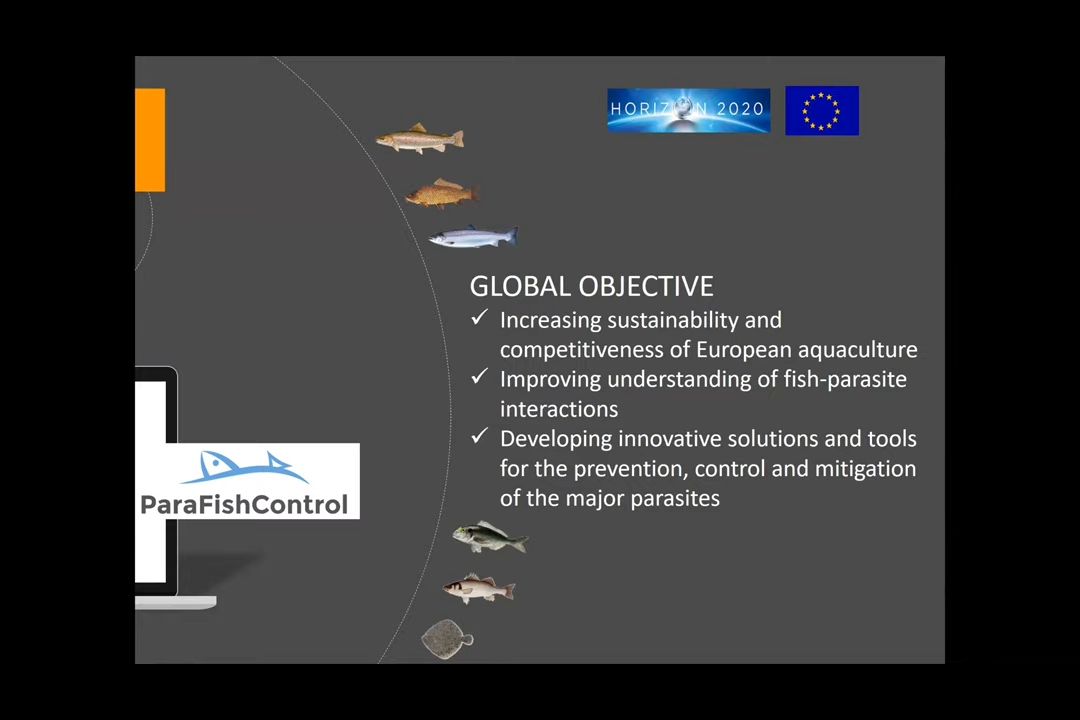 HORIZON 2020
GLOBAL OBJECTIVE
✓ Increasing sustainability and
competitiveness of European aquaculture
✓ Improving understanding of fish-parasite
interactions
✓ Developing innovative solutions and tools
for the prevention, control and mitigation
of the major parasites
ParaFishControl